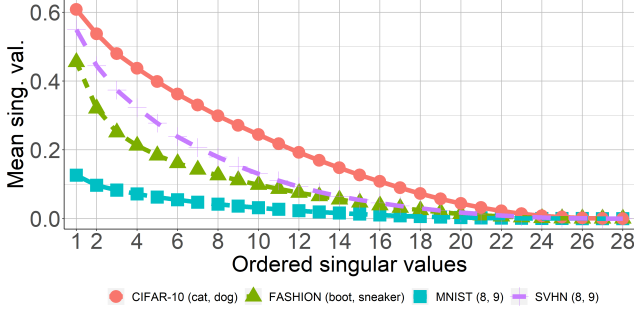 Mean sing. val.
0.6
0.4
0.2
0.0
1 2 4 6 8 10 12 14 16 18 20 22 24 26 28
Ordered singular values
CIFAR-10 (cat, dog) FASHION (boot, sneaker) MNIST (8, 9) SVHN (8, 9)